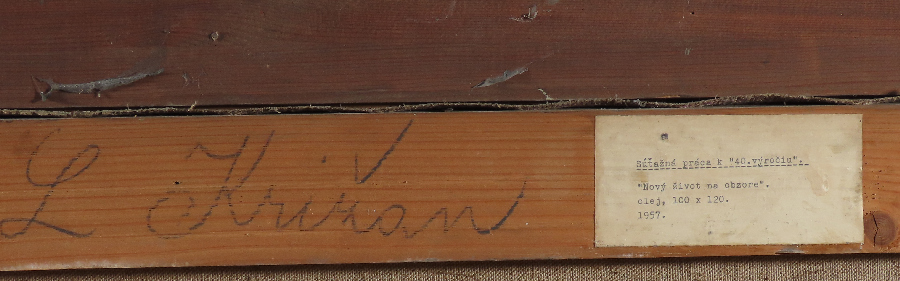 L Križan
Súťažná práca k "40.výročiu".
"Nový život na obzore".
olej, 100 x 120.
1957.